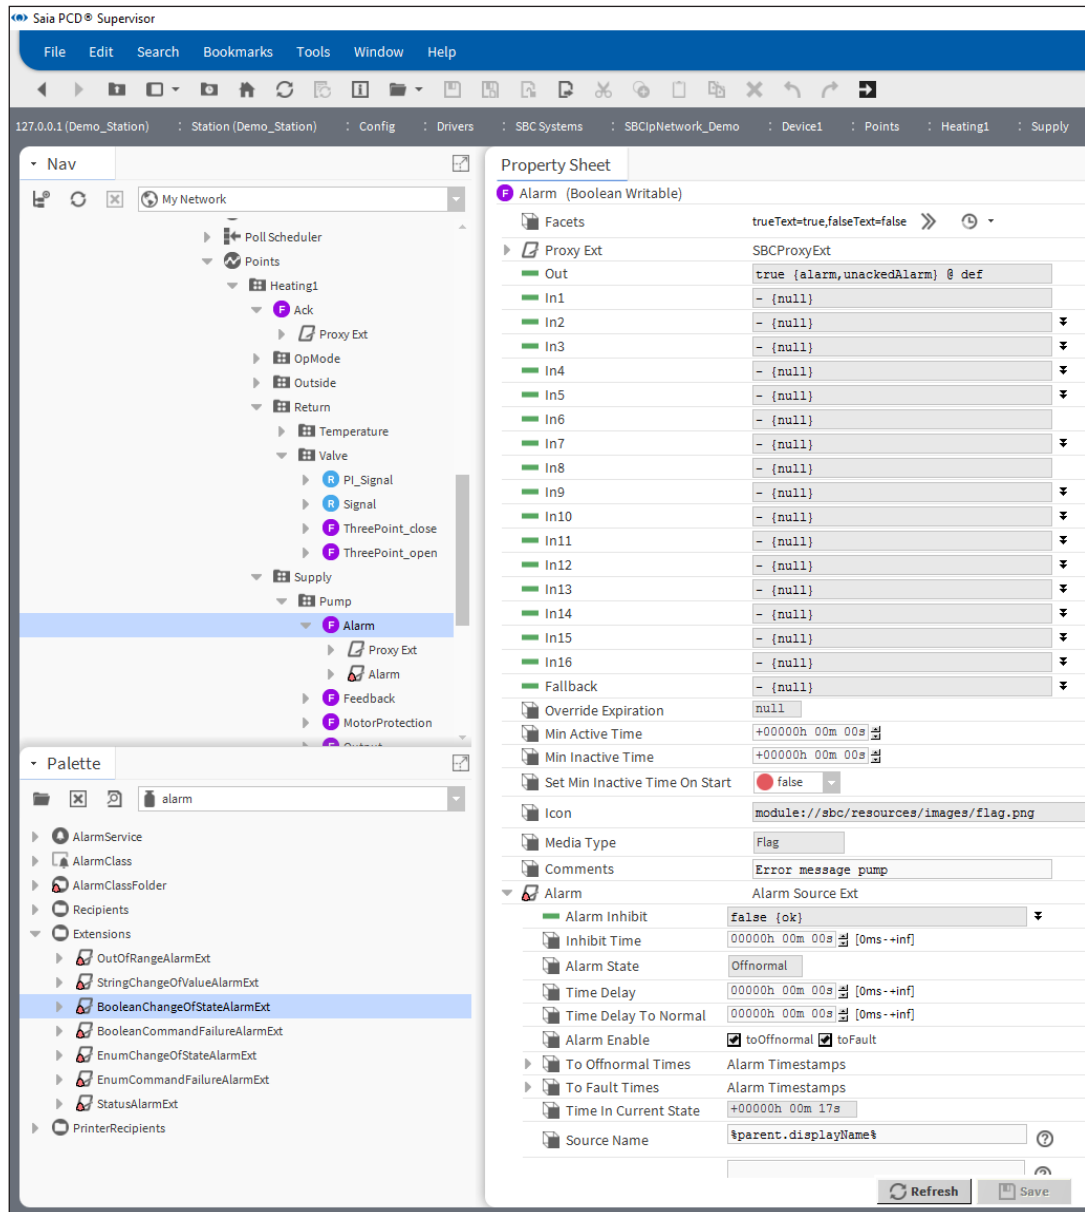 Saia PCD® Supervisor
File Edit Search Bookmarks Tools Window Help
127.0.0.1 (Demo_Station) : Station (Demo_Station) : Config : Drivers : SBC Systems : SBCIpNetwork_Demo : Device1 : Points : Heating1 : Supply
Nav
My Network
Poll Scheduler
Points
Heating1
F Ack
Proxy Ext
OpMode
Outside
Return
Temperature
Valve
R PI_Signal
R Signal
F ThreePoint_close
F ThreePoint_open
Supply
Pump
F Alarm
Proxy Ext
Alarm
F Feedback
F MotorProtection
Output
Palette
alarm
AlarmService
AlarmClass
AlarmClassFolder
Recipients
Extensions
OutOfRangeAlarmExt
StringChangeOfValueAlarmExt
BooleanChangeOfStateAlarmExt
BooleanCommandFailureAlarmExt
EnumChangeOfStateAlarmExt
EnumCommandFailureAlarmExt
StatusAlarmExt
PrinterRecipients
Property Sheet
F Alarm (Boolean Writable)
Facets trueText=true,falseText=false
Proxy Ext SBCProxyExt
Out true {alarm,unackedAlarm} @ def
In1 - {null}
In2 - {null}
In3 - {null}
In4 - {null}
In5 - {null}
In6 - {null}
In7 - {null}
In8 - {null}
In9 - {null}
In10 - {null}
In11 - {null}
In12 - {null}
In13 - {null}
In14 - {null}
In15 - {null}
In16 - {null}
Fallback - {null}
Override Expiration null
Min Active Time +00000h 00m 00s
Min Inactive Time +00000h 00m 00s
Set Min Inactive Time On Start false
Icon module://sbc/resources/images/flag.png
Media Type Flag
Comments Error message pump
Alarm Alarm Source Ext
Alarm Inhibit false {ok}
Inhibit Time 00000h 00m 00s [0ms-+inf]
Alarm State Offnormal
Time Delay 00000h 00m 00s [0ms-+inf]
Time Delay To Normal 00000h 00m 00s [0ms-+inf]
Alarm Enable toOffnormal toFault
To Offnormal Times Alarm Timestamps
To Fault Times Alarm Timestamps
Time In Current State +00000h 00m 17s
Source Name %parent.displayName%
Refresh Save